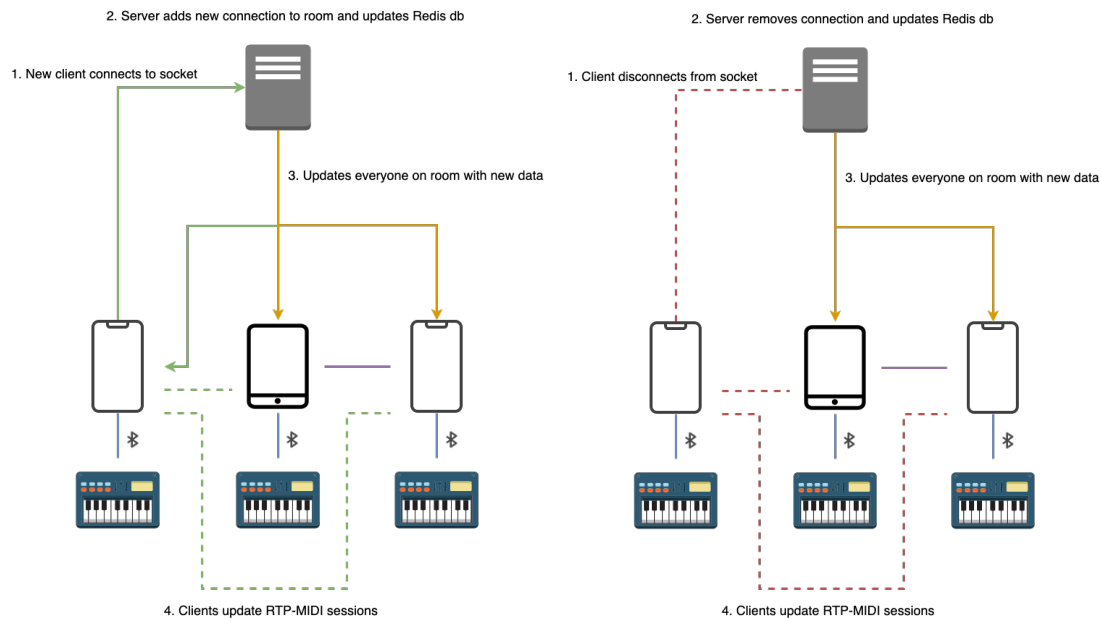 2. Server adds new connection to room and updates Redis db
1. New client connects to socket
3. Updates everyone on room with new data
4. Clients update RTP-MIDI sessions
2. Server removes connection and updates Redis db
1. Client disconnects from socket
3. Updates everyone on room with new data
4. Clients update RTP-MIDI sessions